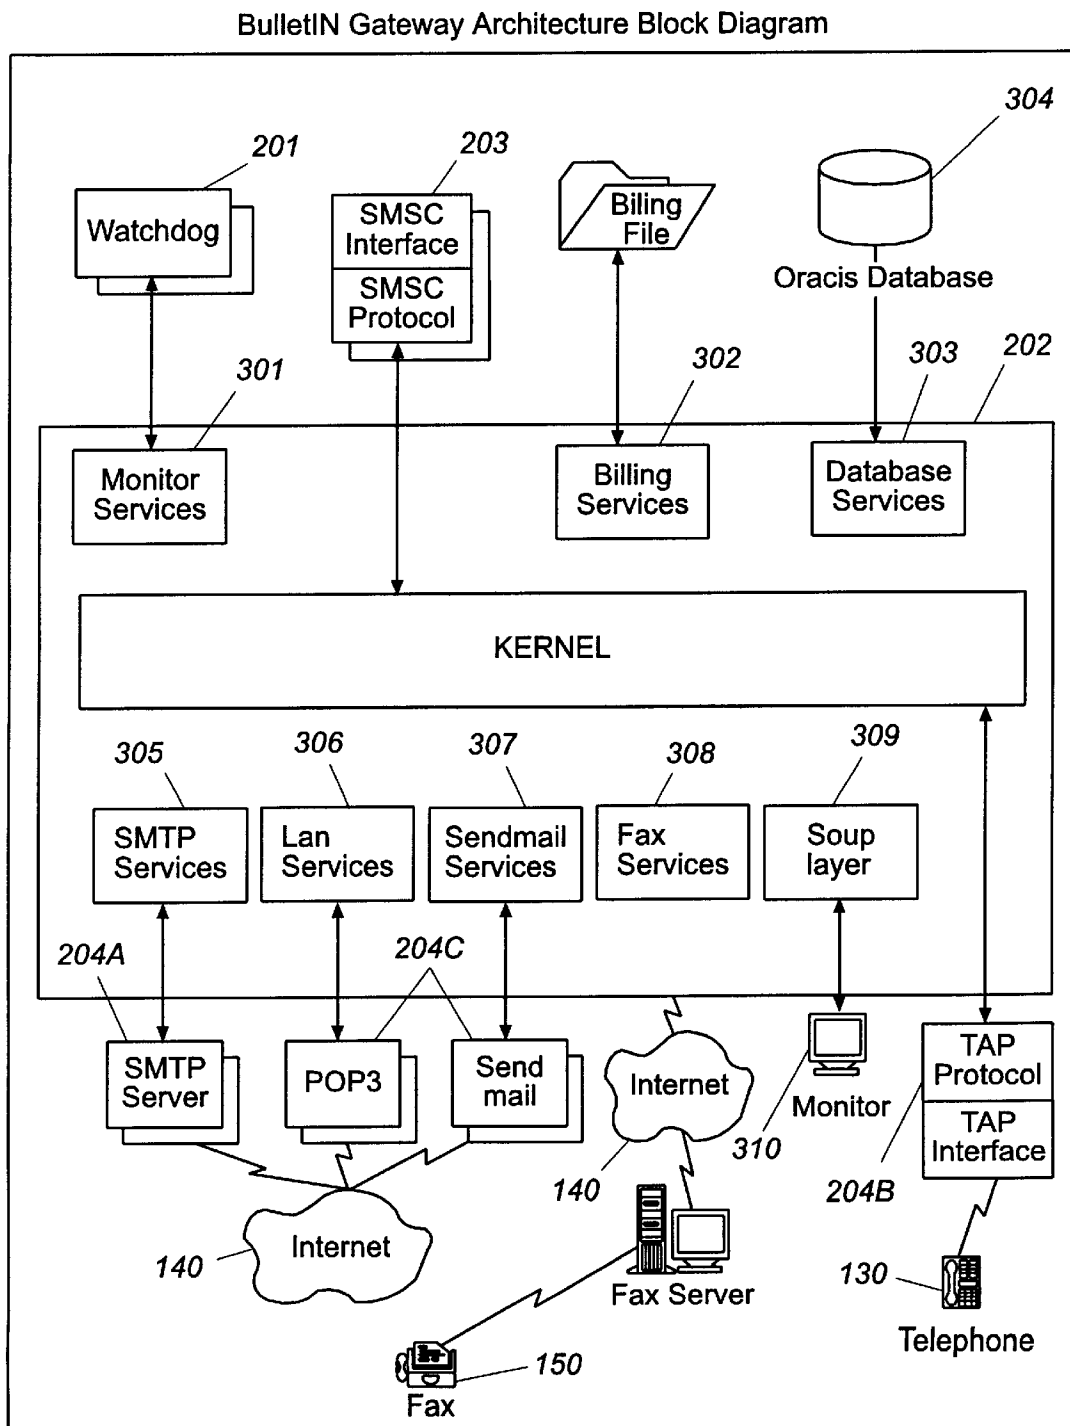 BulletIN Gateway Architecture Block Diagram
304
201
203
Watchdog
SMSC
Interface
SMSC
Protocol
Biling
File
Oracis Database
301
302
303
202
Monitor
Services
Billing
Services
Database
Services
KERNEL
305
306
307
308
309
SMTP
Services
Lan
Services
Sendmail
Services
Fax
Services
Soup
layer
204A
204C
SMTP
Server
POP3
Send
mail
Internet
Monitor
TAP
Protocol
TAP
Interface
310
140
204B
Internet
140
Fax Server
130
Telephone
150
Fax